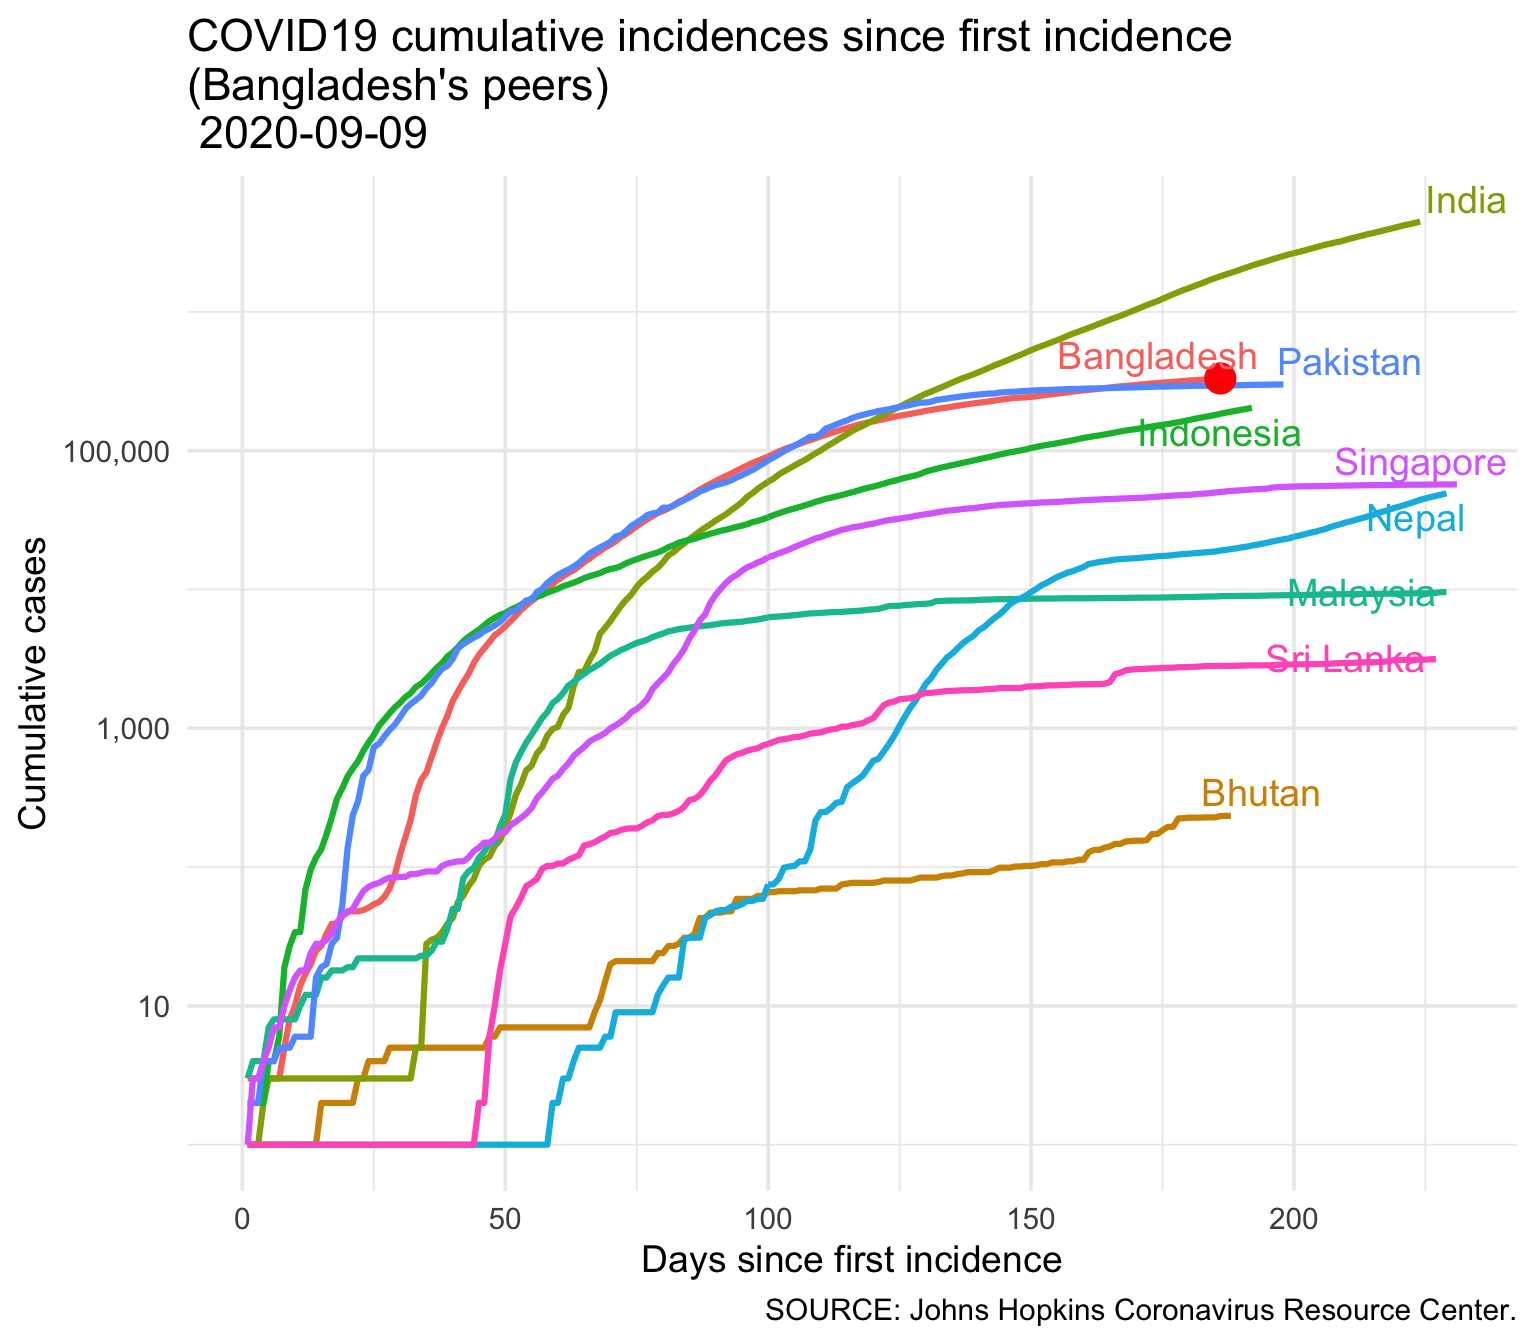 COVID19 cumulative incidences since first incidence
(Bangladesh's peers)
2020-09-09
India
Bangladesh
Pakistan
Indonesia
100,000
Singapore
Nepal
Malaysia
Sri Lanka
1,000
Bhutan
10
Cumulative cases
0 50 100 150 200
Days since first incidence
SOURCE: Johns Hopkins Coronavirus Resource Center.